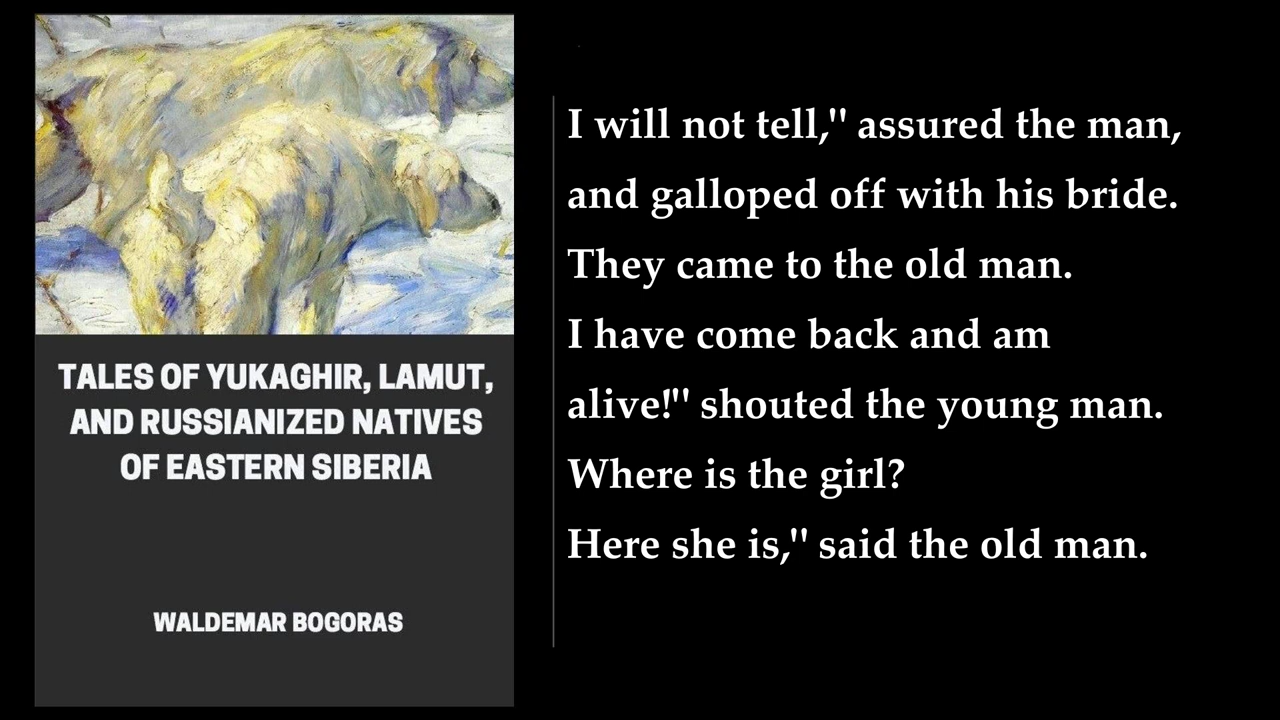 TALES OF YUKAGHIR, LAMUT,
AND RUSSIANIZED NATIVES
OF EASTERN SIBERIA
WALDEMAR BOGORAS
I will not tell," assured the man,
and galloped off with his bride.
They came to the old man.
I have come back and am
alive!" shouted the young man.
Where is the girl?
Here she is," said the old man.